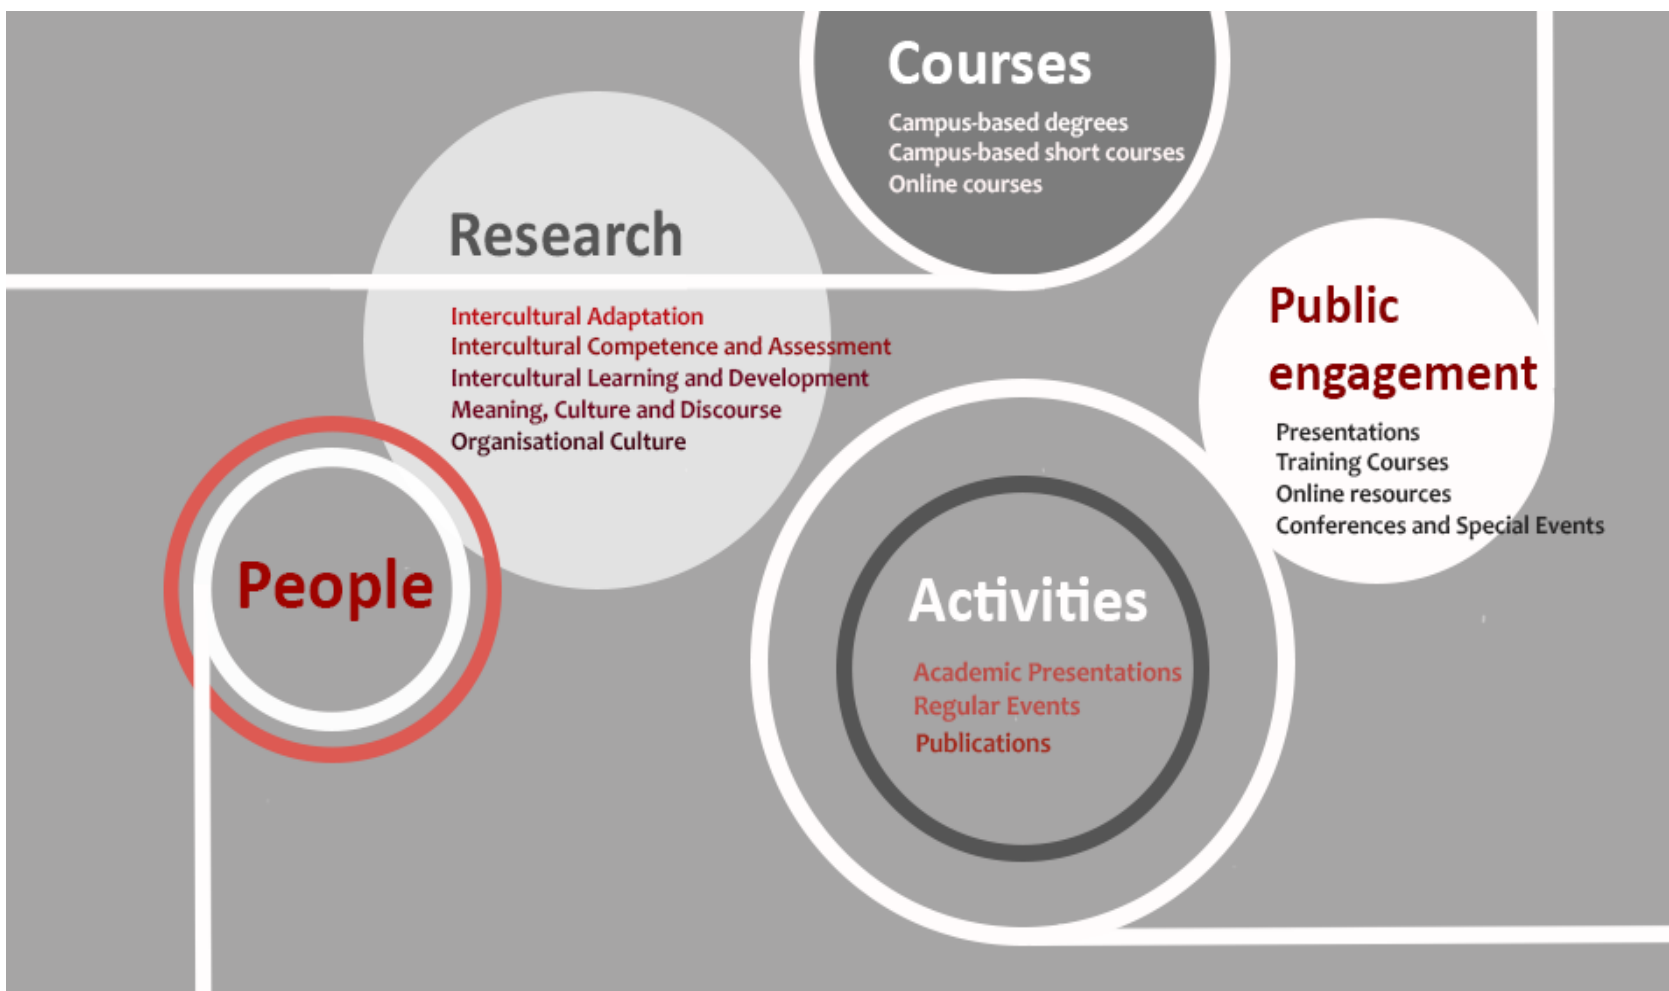 Courses
Campus-based degrees
Campus-based short courses
Online courses
Research
Intercultural Adaptation
Intercultural Competence and Assessment
Intercultural Learning and Development
Meaning, Culture and Discourse
Organisational Culture
Public
engagement
Presentations
Training Courses
Online resources
Conferences and Special Events
People
Activities
Academic Presentations
Regular Events
Publications